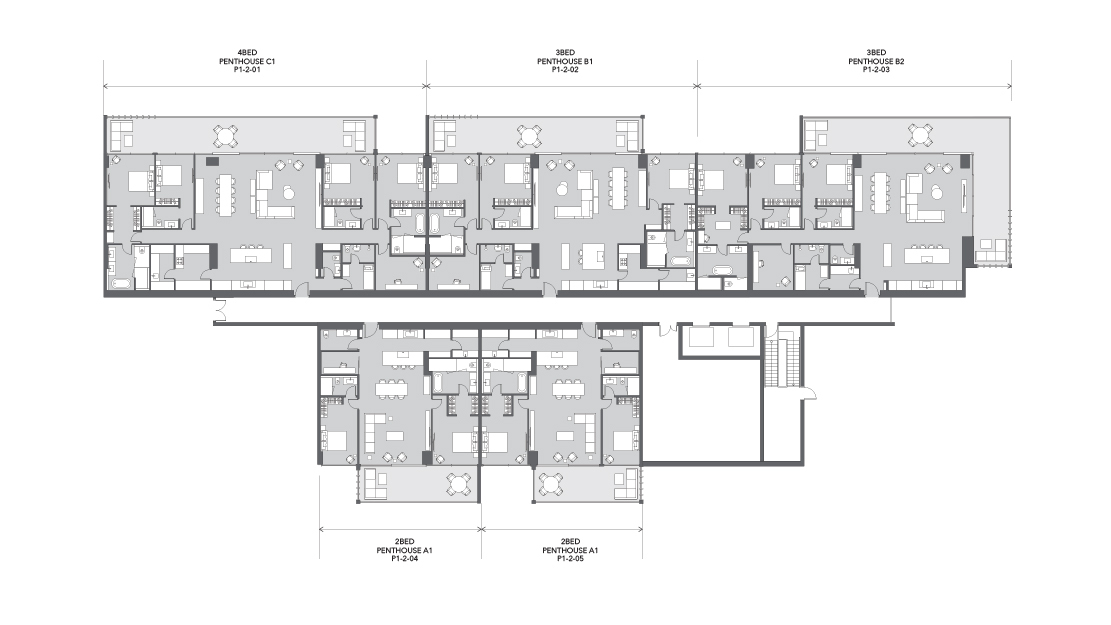 4BED
PENTHOUSE C1
P1-2-01
3BED
PENTHOUSE B1
P1-2-02
3BED
PENTHOUSE B2
P1-2-03
2BED
PENTHOUSE A1
P1-2-04
2BED
PENTHOUSE A1
P1-2-05